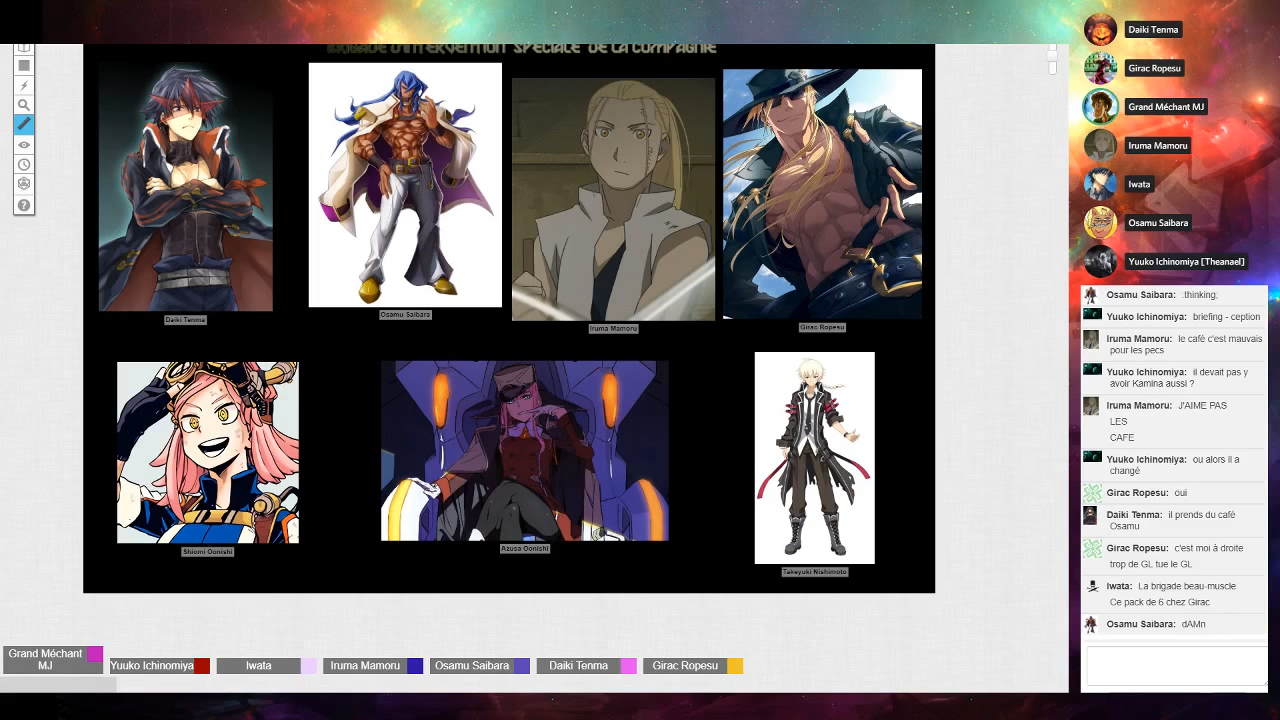 BRIGADE D'INTERVENTION SPÉCIALE DE LA COMPAGNIE
Daiki Tenma
Osamu Saibara
Iruma Mamoru
Girac Ropesu
Shiomi Oonishi
Azusa Oonishi
Takeyuki Nishimoto
Grand Méchant
MJ
Yuuko Ichinomiya
Iwata
Iruma Mamoru
Osamu Saibara
Daiki Tenma
Girac Ropesu
Daiki Tenma
Girac Ropesu
Grand Méchant MJ
Iruma Mamoru
Iwata
Osamu Saibara
Yuuko Ichinomiya [Theanael]
Osamu Saibara: :thinking;
Yuuko Ichinomiya: briefing - ception
Iruma Mamoru: le café c'est mauvais
pour les pecs
Yuuko Ichinomiya: il devait pas y
avoir Kamina aussi ?
Iruma Mamoru: J'AIME PAS
LES
CAFE
Yuuko Ichinomiya: ou alors il a
changé
Girac Ropesu: oui
Daiki Tenma: il prends du café
Osamu
Girac Ropesu: c'est moi à droite
trop de GL tue le GL
Iwata: La brigade beau-muscle
Ce pack de 6 chez Girac
Osamu Saibara: dAMn